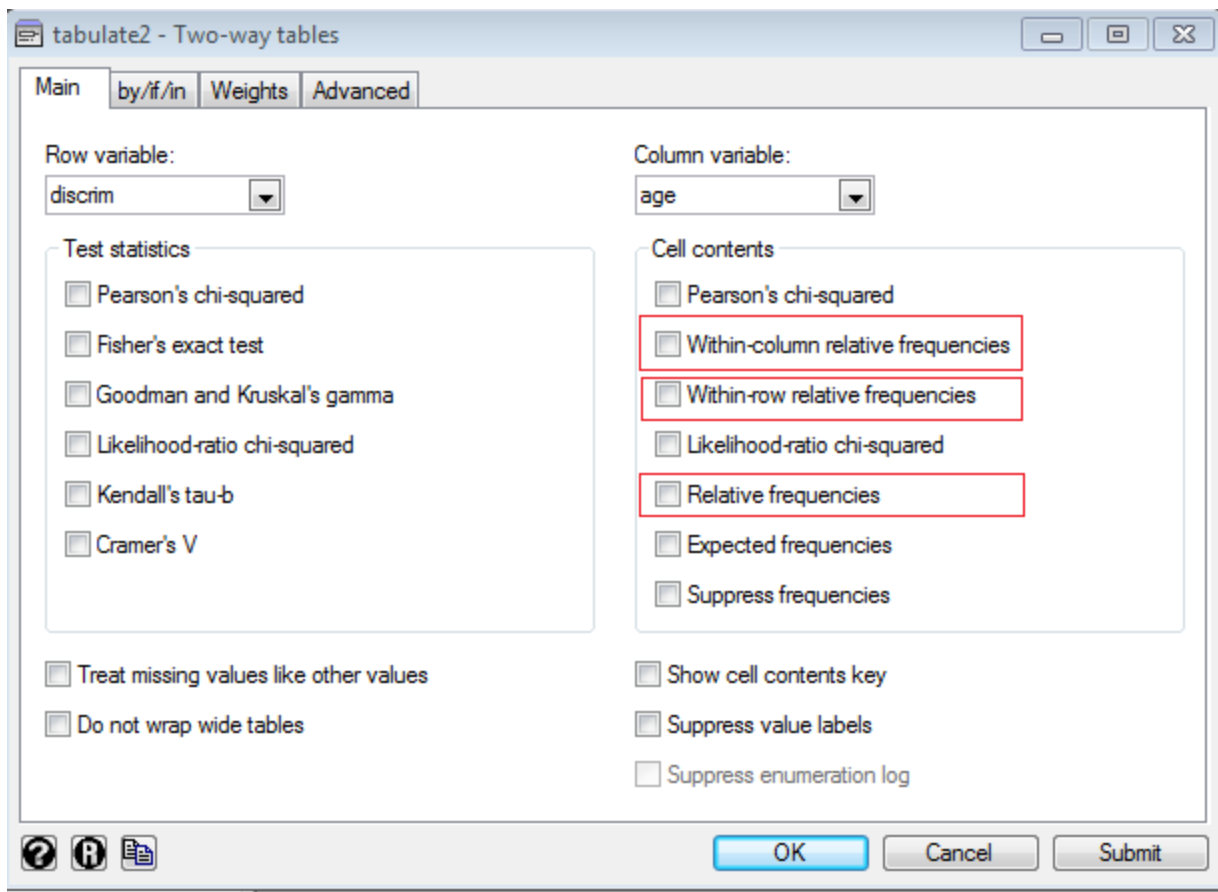 tabulate2 - Two-way tables
Main by/if/in Weights Advanced
Row variable:
discrim
Column variable:
age
Test statistics
Pearson's chi-squared
Fisher's exact test
Goodman and Kruskal's gamma
Likelihood-ratio chi-squared
Kendall's tau-b
Cramer's V
Cell contents
Pearson's chi-squared
Within-column relative frequencies
Within-row relative frequencies
Likelihood-ratio chi-squared
Relative frequencies
Expected frequencies
Suppress frequencies
Treat missing values like other values
Do not wrap wide tables
Show cell contents key
Suppress value labels
Suppress enumeration log
? R
OK Cancel Submit